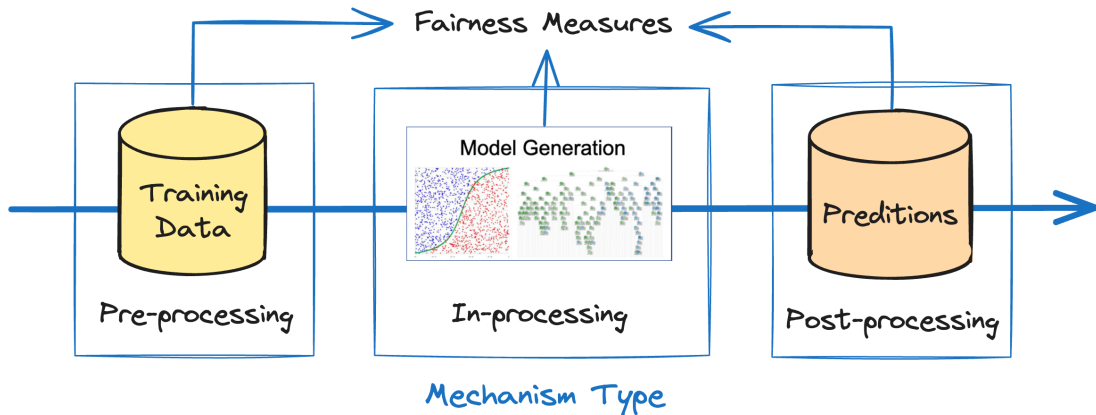 Fairness Measures
Model Generation
Training
Data
Preditions
Pre-processing
In-processing
Post-processing
Mechanism Type